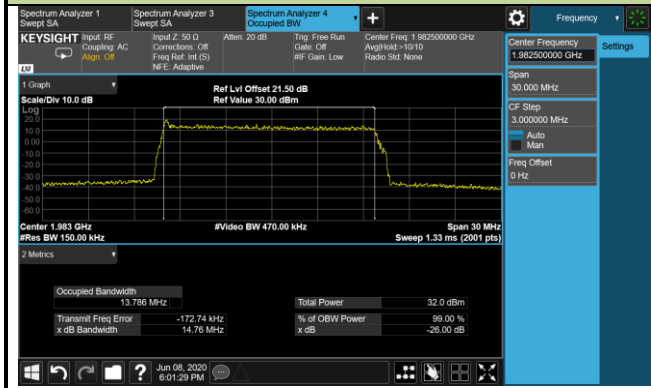 Spectrum Analyzer 1
Swept SA
Spectrum Analyzer 3
Swept SA
Spectrum Analyzer 4
Occupied BW
Frequency
KEYSIGHT
Input: RF
Coupling: AC
Align: Off
Input Z: 50 Ω
Corrections: Off
Freq Ref: Int (S)
NFE: Adaptive
Atten: 20 dB
Trig: Free Run
Gate: Off
#IF Gain: Low
Center Freq: 1.982500000 GHz
Avg|Hold:>10/10
Radio Std: None
LXI
Center Frequency
1.982500000 GHz
Settings
Span
30.000 MHz
CF Step
3.000000 MHz
Auto
Man
Freq Offset
0 Hz
1 Graph
Scale/Div 10.0 dB
Ref Lvl Offset 21.50 dB
Ref Value 30.00 dBm
Log
20.0
10.0
0.00
-10.0
-20.0
-30.0
-40.0
-50.0
-60.0
Center 1.983 GHz
#Res BW 150.00 kHz
#Video BW 470.00 kHz
Span 30 MHz
Sweep 1.33 ms (2001 pts)
2 Metrics
Occupied Bandwidth
13.786 MHz
Total Power 32.0 dBm
Transmit Freq Error -172.74 kHz
% of OBW Power 99.00 %
x dB Bandwidth 14.76 MHz
x dB -26.00 dB
?
Jun 08, 2020
6:01:29 PM